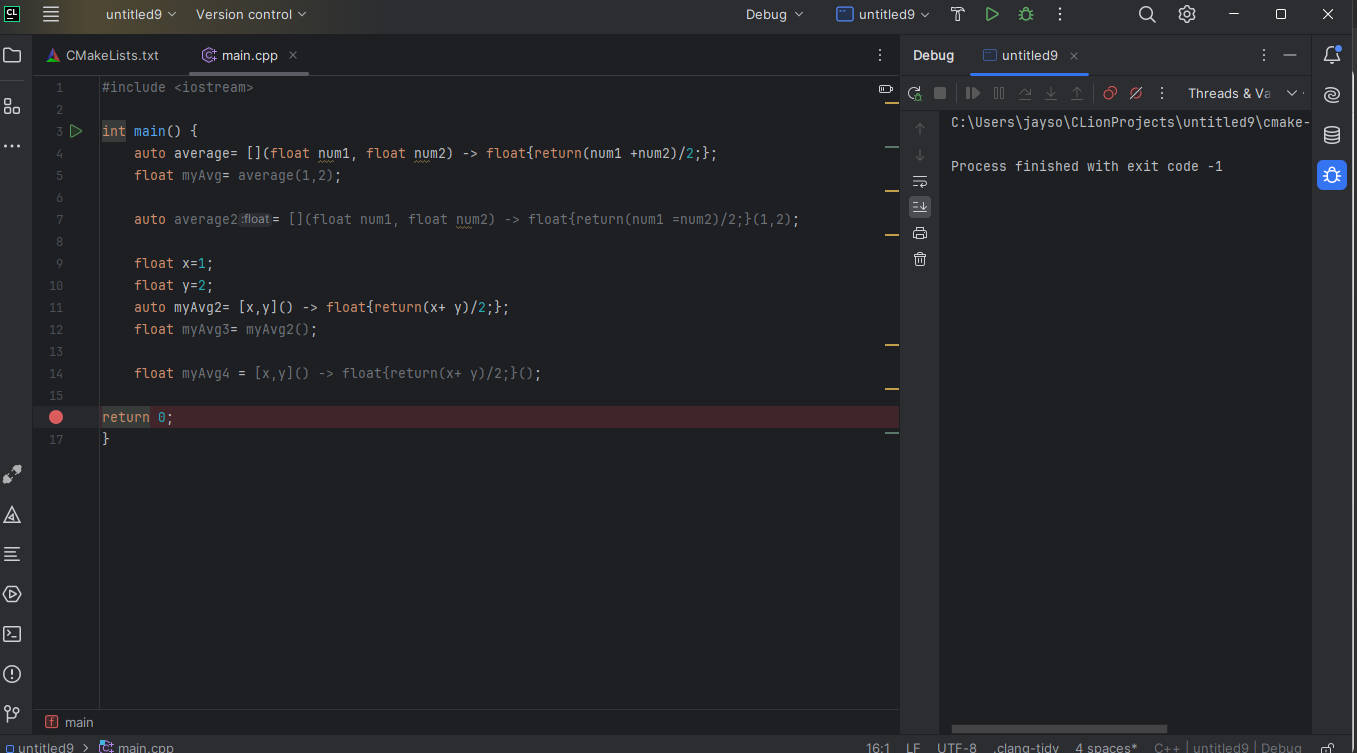 CL untitled9 Version control Debug untitled9
CMakeLists.txt main.cpp Debug untitled9
Threads & Va
1 #include <iostream>
2
3 int main() {
4 auto average= [](float num1, float num2) -> float{return(num1 +num2)/2;};
5 float myAvg= average(1,2);
6
7 auto average2 :float = [](float num1, float num2) -> float{return(num1 =num2)/2;}(1,2);
8
9 float x=1;
10 float y=2;
11 auto myAvg2= [x,y]() -> float{return(x+ y)/2;};
12 float myAvg3= myAvg2();
13
14 float myAvg4 = [x,y]() -> float{return(x+ y)/2;}();
15
return 0;
17 }
C:\Users\jayso\CLionProjects\untitled9\cmake-
Process finished with exit code -1
f main
untitled9 > main.cpp 16:1 LF UTF-8 .clang-tidy 4 spaces* C++ | untitled9 | Debug